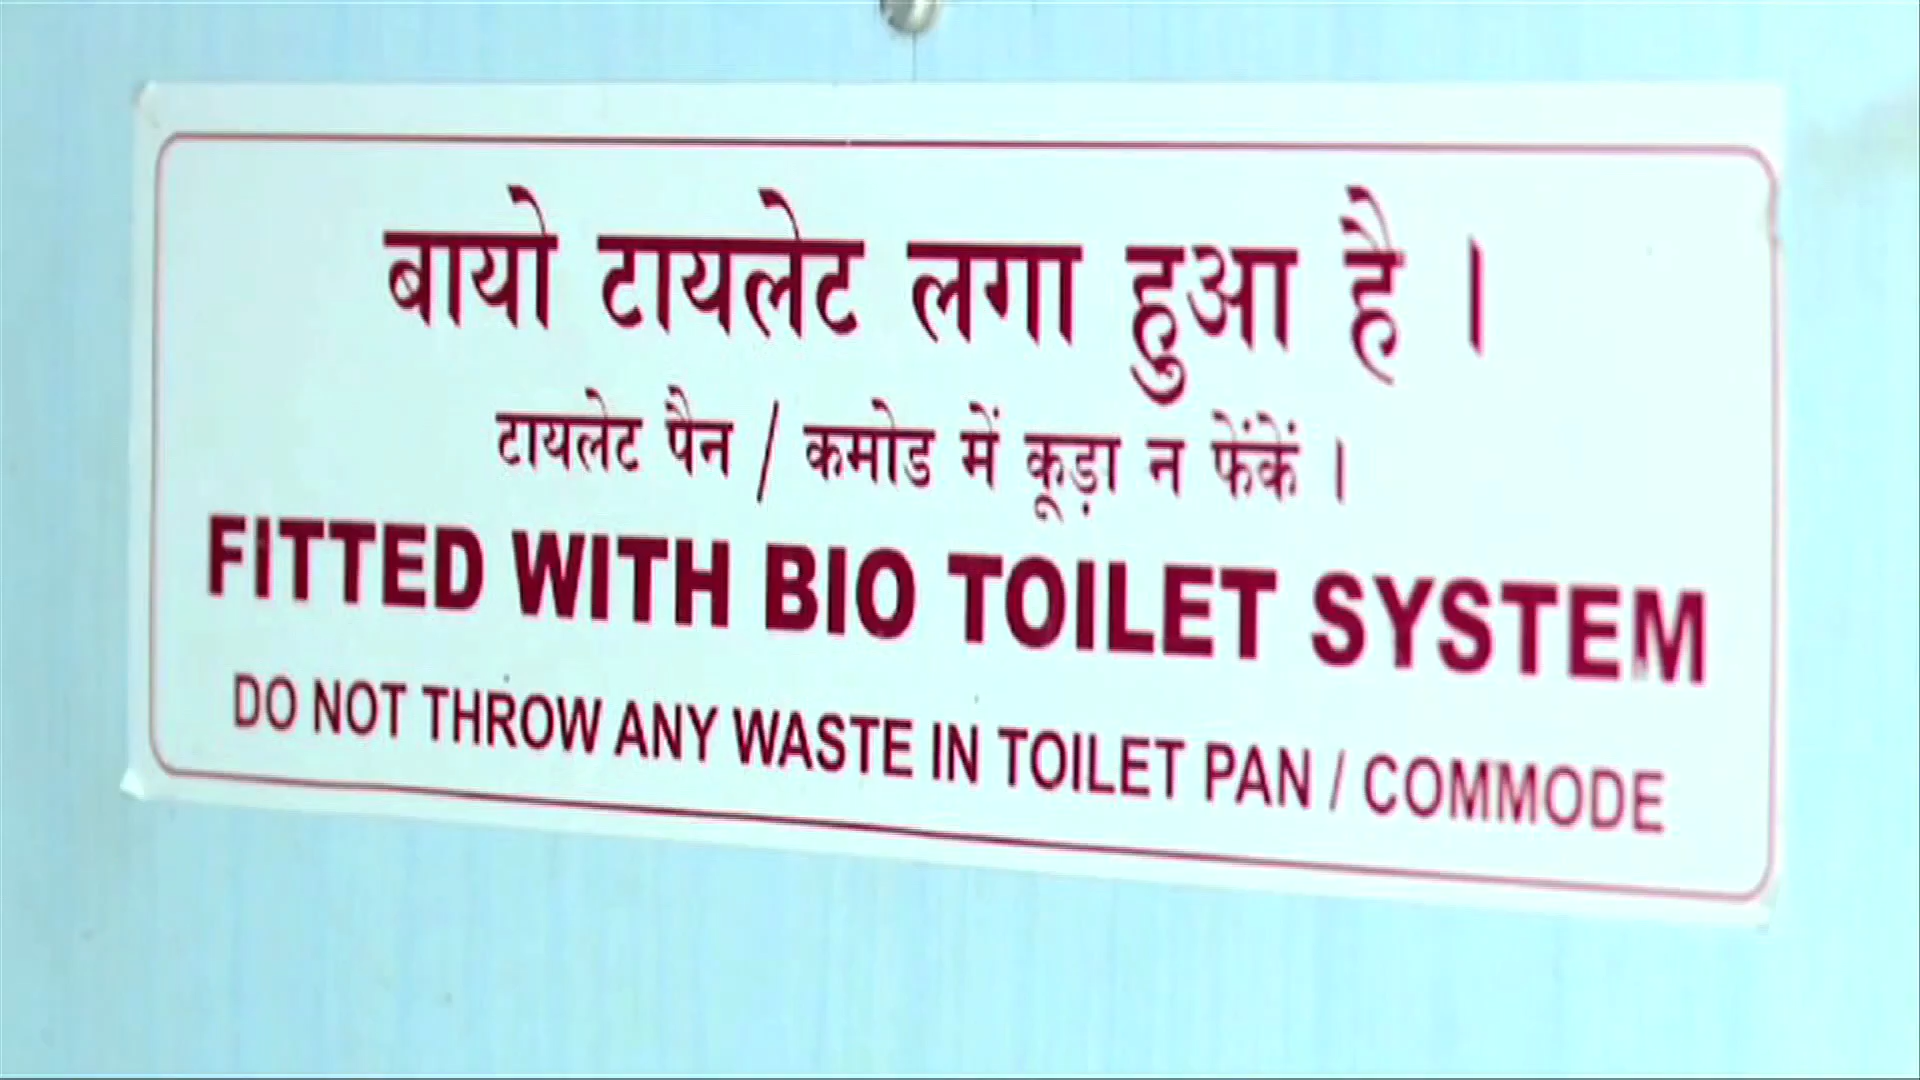 बायो टायलेट लगा हुआ है ।
टायलेट पैन / कमोड में कूड़ा न फेंकें ।
FITTED WITH BIO TOILET SYSTEM
DO NOT THROW ANY WASTE IN TOILET PAN / COMMODE